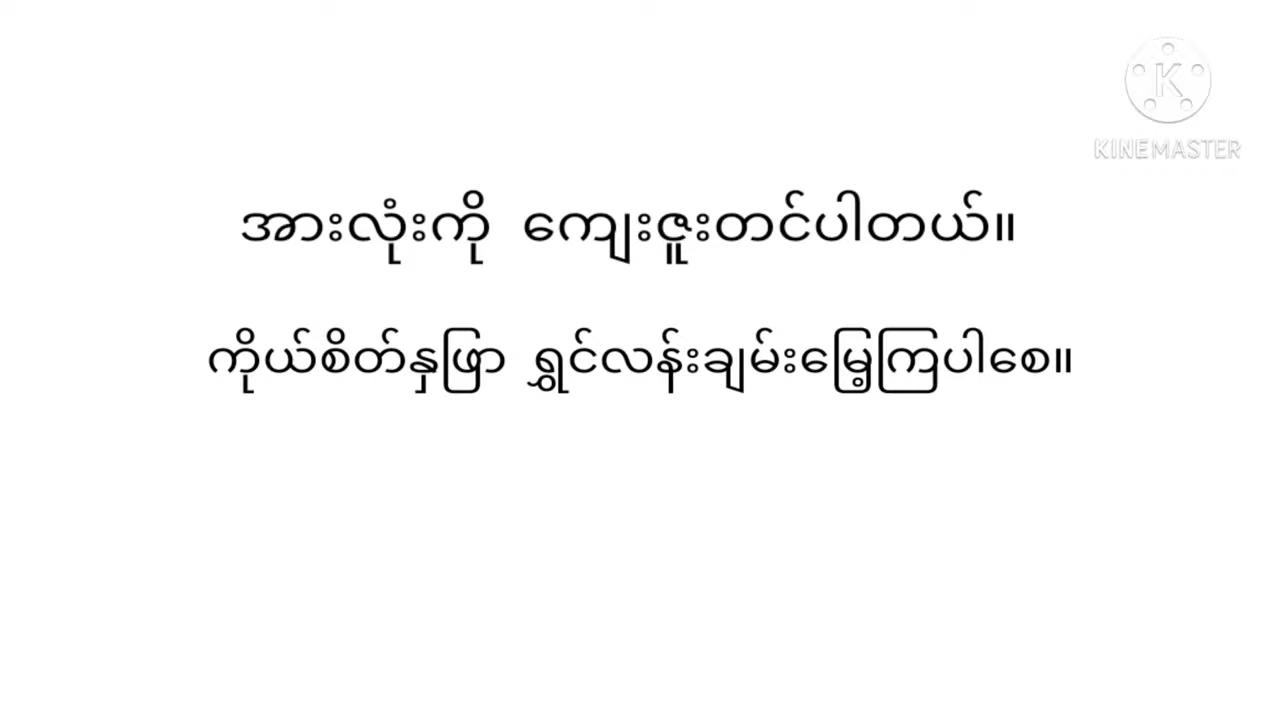 KINEMASTER
အားလုံးကို ကျေးဇူးတင်ပါတယ်။
ကိုယ်စိတ်နှဖြာ ရွှင်လန်းချမ်းမြေ့ကြပါစေ။